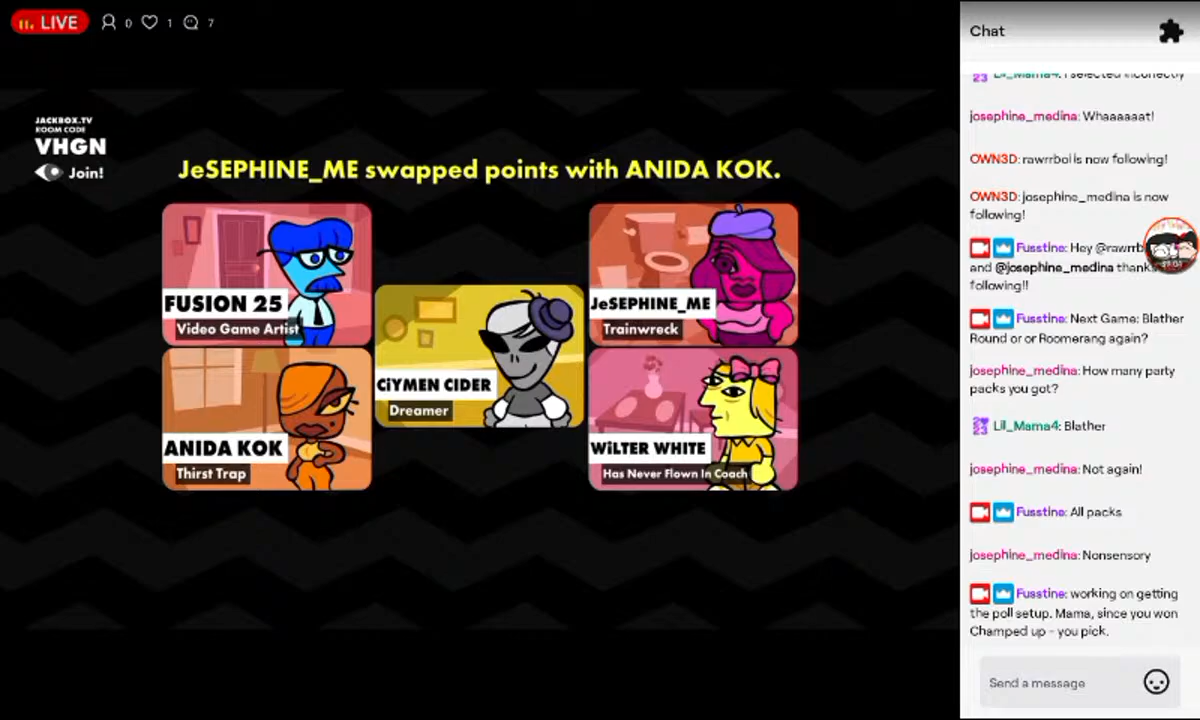 LIVE 0 1 7
JACKBOX.TV
ROOM CODE
VHGN
Join!
JeSEPHINE_ME swapped points with ANIDA KOK.
FUSION 25
Video Game Artist
ANIDA KOK
Thirst Trap
CiYMEN CIDER
Dreamer
JeSEPHINE_ME
Trainwreck
WiLTER WHITE
Has Never Flown In Coach
Chat
23 Lil_Mama4: I selected incorrectly
josephine_medina: Whaaaaaat!
OWN3D: rawrrbol is now following!
OWN3D: josephine_medina is now
following!
Fusstine: Hey
and @josephine_medina
following!!
Fusstine: Next Game: Blather
Round or or Roomerang again?
josephine_medina: How many party
packs you got?
23 Lil_Mama4: Blather
josephine_medina: Not again!
Fusstine: All packs
josephine_medina: Nonsensory
Fusstine: working on getting
the poll setup. Mama, since you won
Champed up - you pick.
Send a message